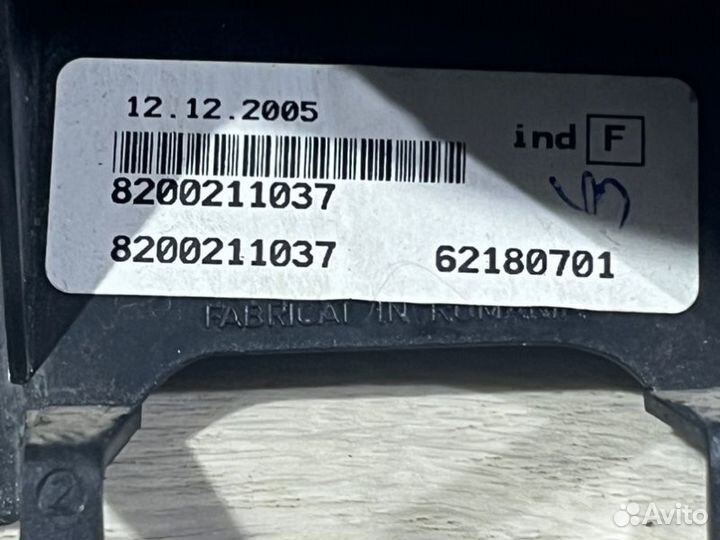 12.12.2005
ind F
8200211037
8200211037 62180701
FABRICAT IN ROMANIA
2
Avito